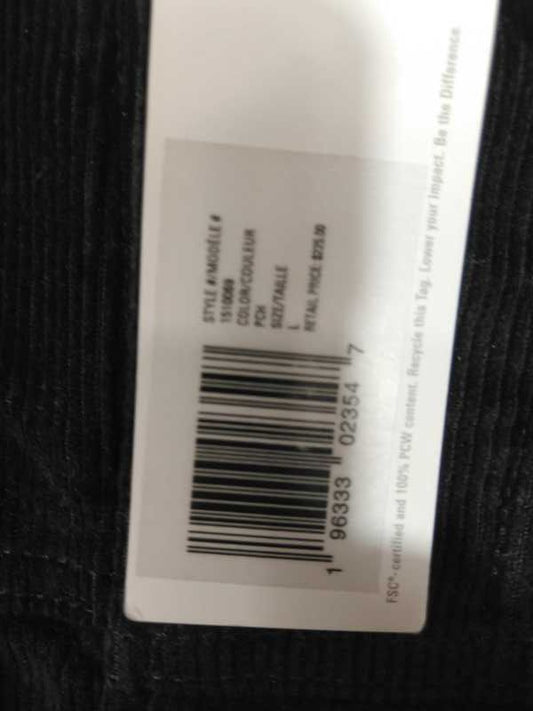 STYLE #/MODÈLE #
1510069
COLOR/COULEUR
PCH
SIZE/TAILLE
L
RETAIL PRICE $225.00
1 96333 02354 7
FSC®-certified and 100% PCW content. Recycle this Tag. Lower your Impact. Be the Difference.